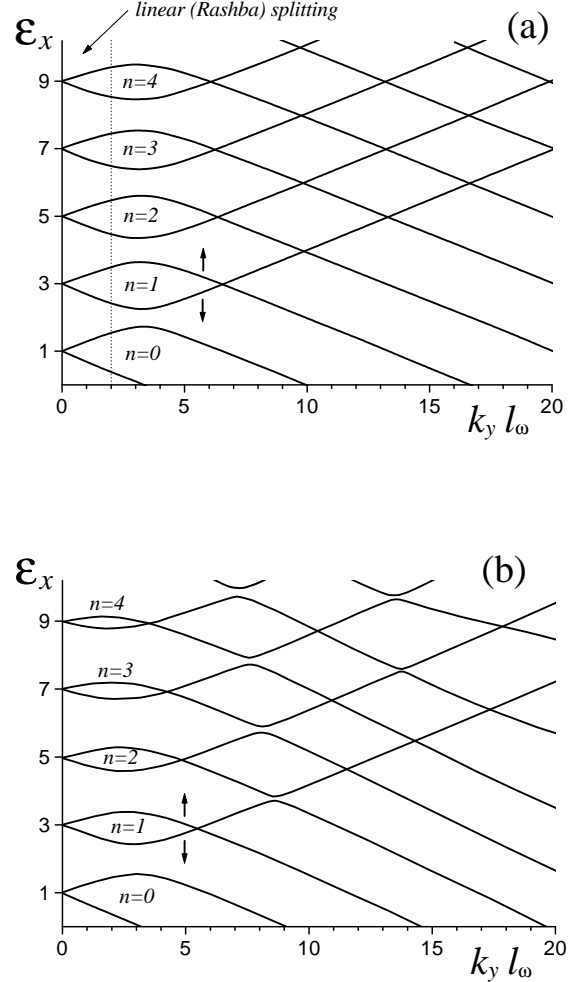 linear (Rashba) splitting
εx
(a)
9
n=4
7
n=3
5
n=2
3
n=1
1
n=0
0
5
10
15
20
ky lω
εx
(b)
9
n=4
7
n=3
5
n=2
3
n=1
1
n=0
0
5
10
15
20
ky lω